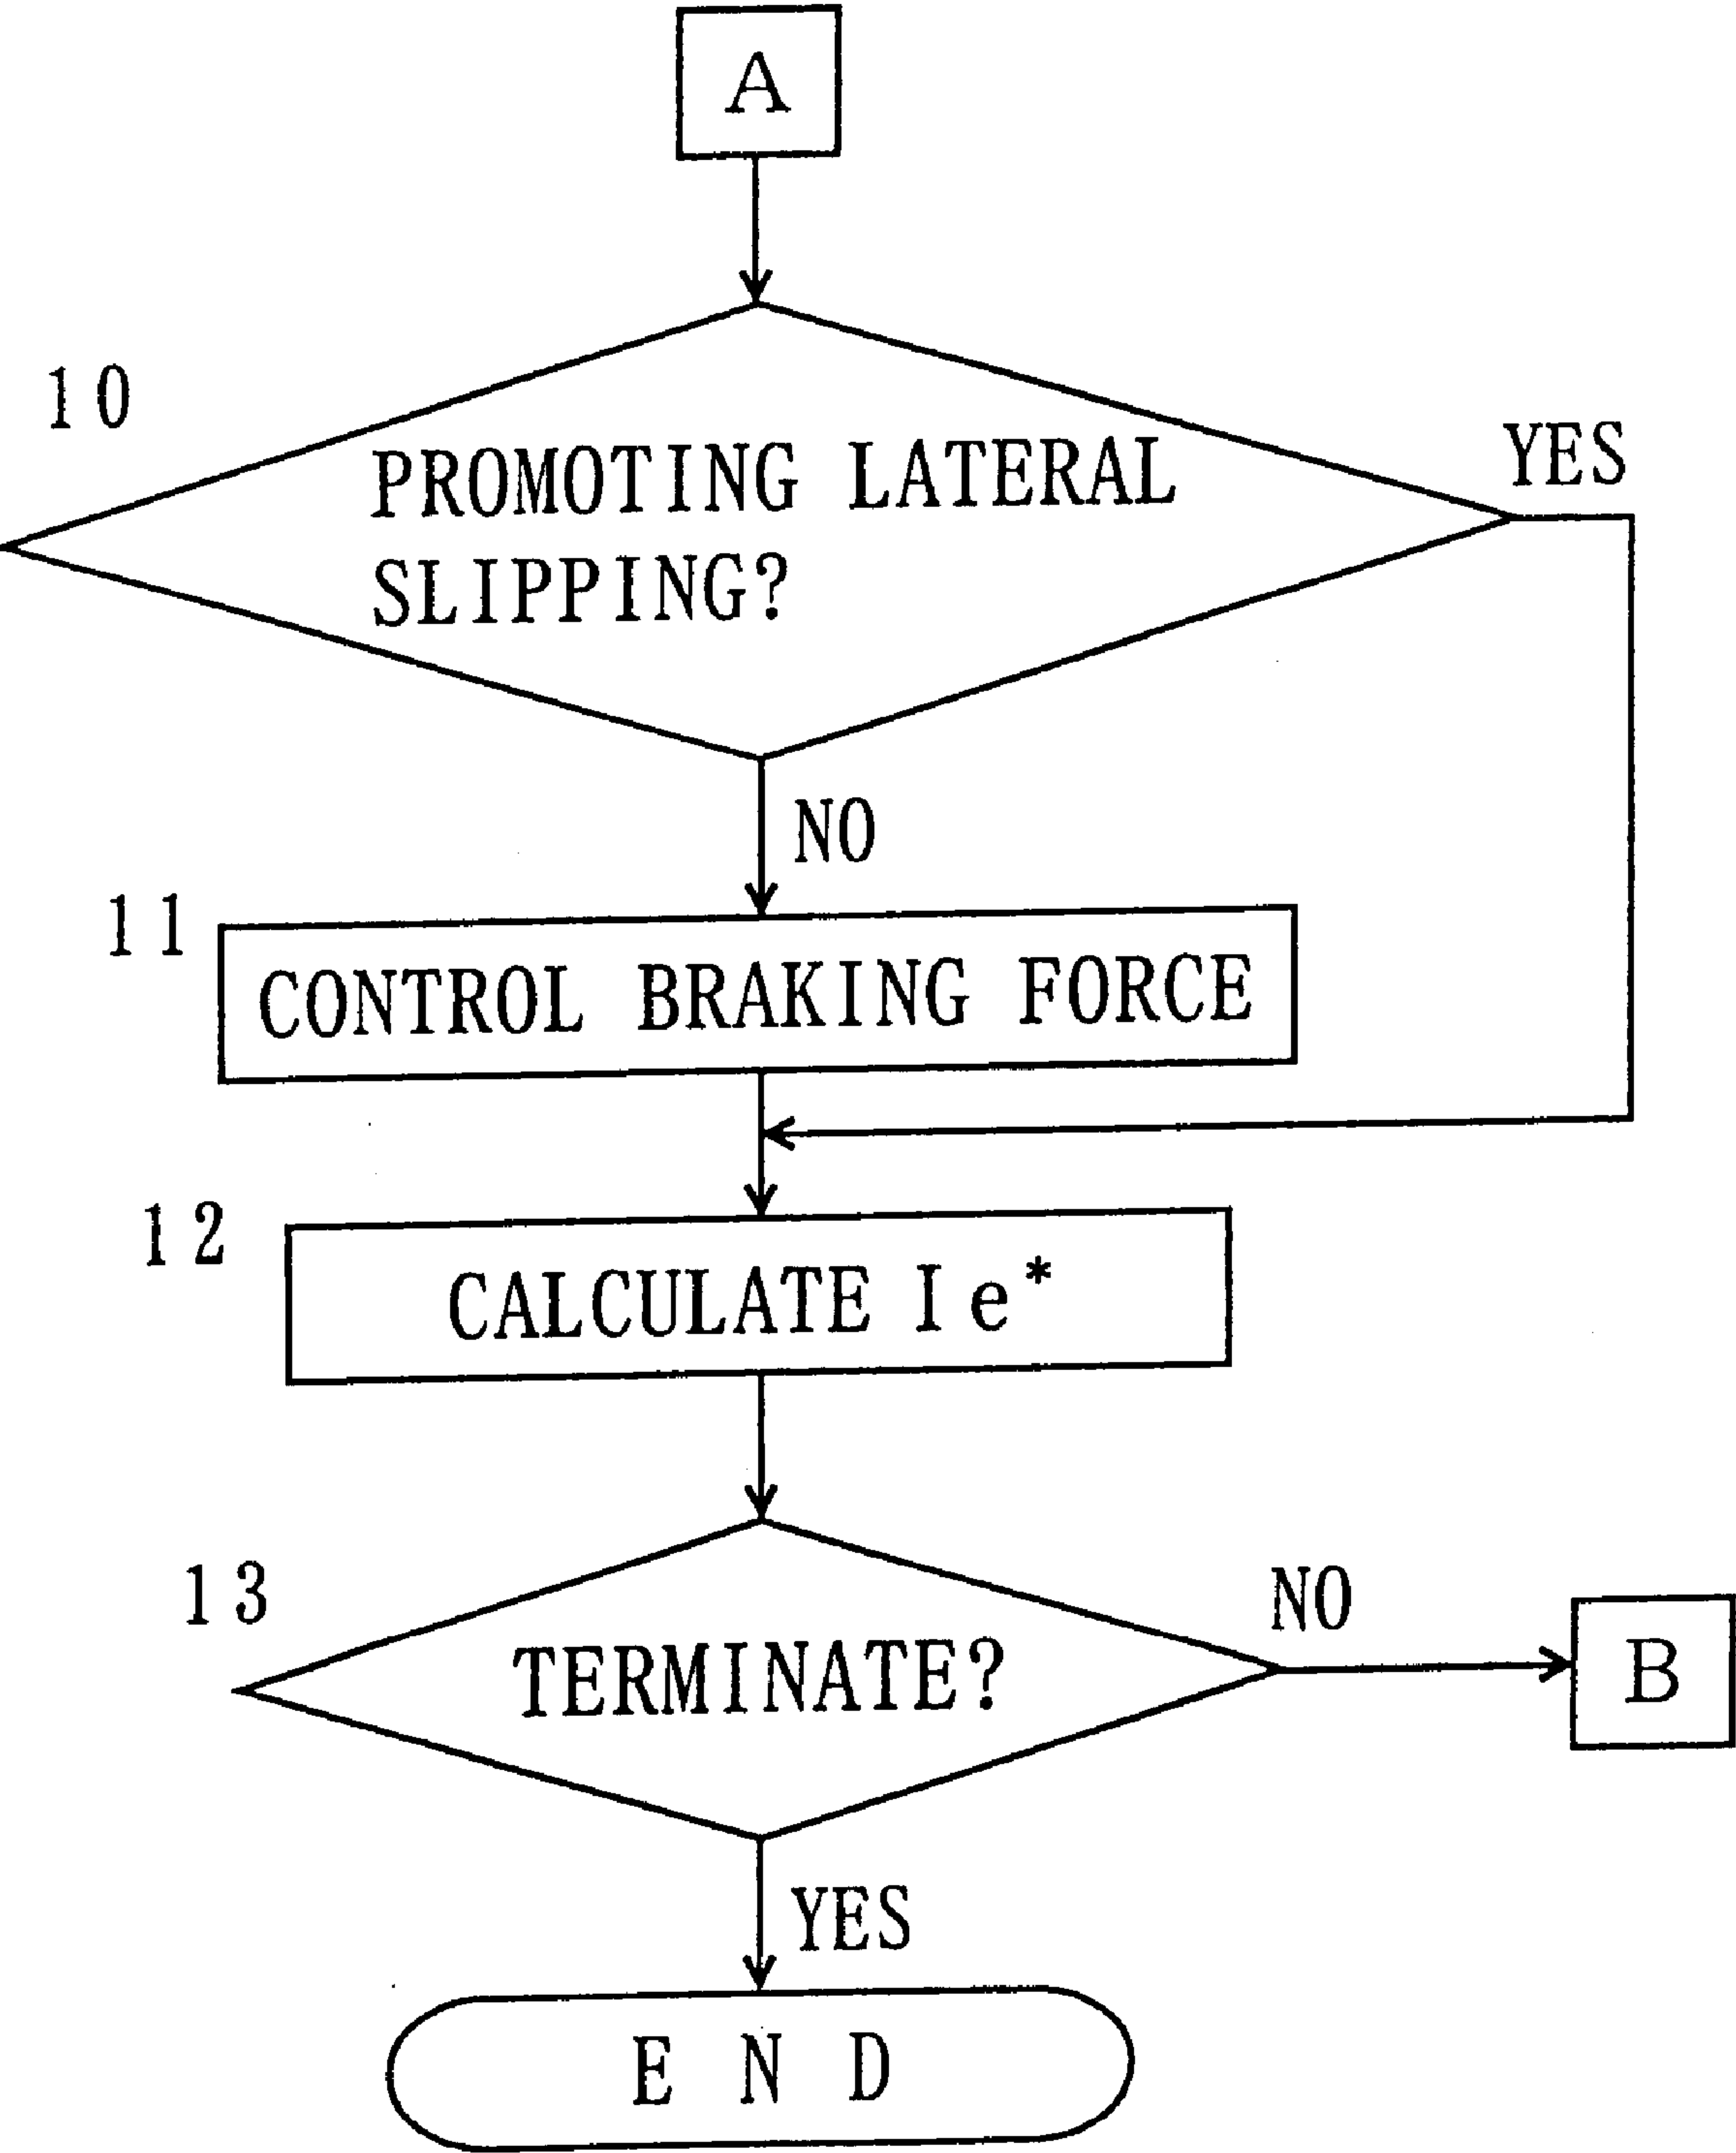 A
10
PROMOTING LATERAL
SLIPPING?
YES
NO
11
CONTROL BRAKING FORCE
12
CALCULATE Ie*
13
TERMINATE?
NO
B
YES
END